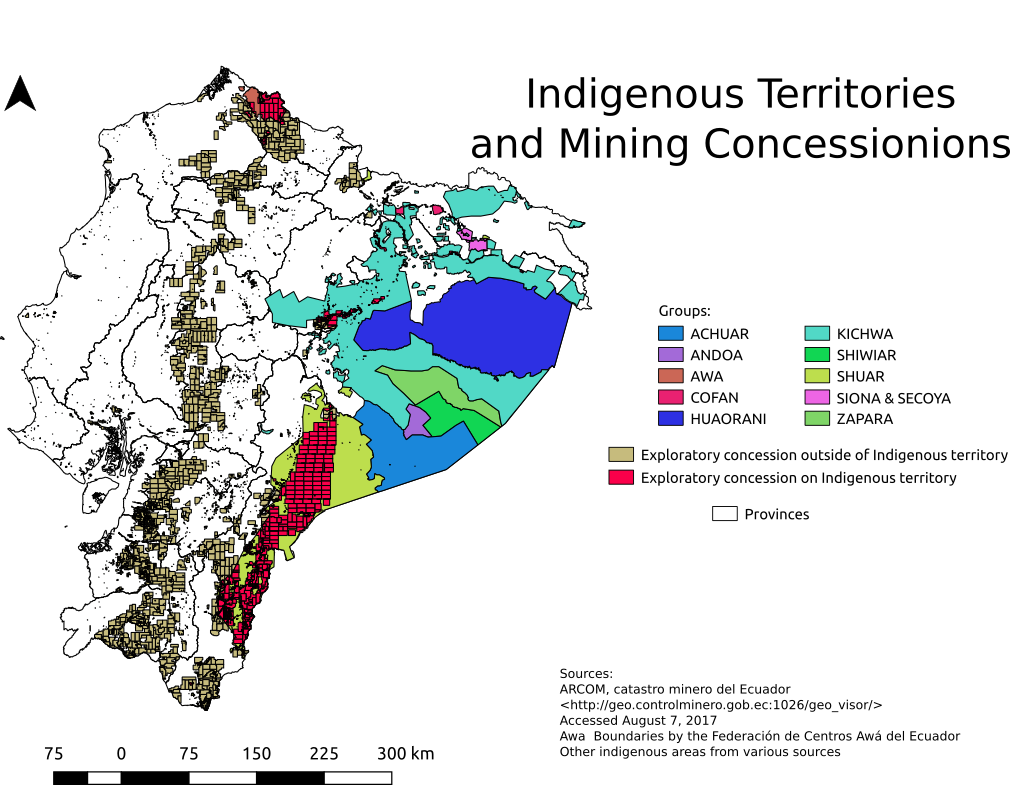 Indigenous Territories
and Mining Concessionions
Groups:
ACHUAR
ANDOA
AWA
COFAN
HUAORANI
KICHWA
SHIWIAR
SHUAR
SIONA & SECOYA
ZAPARA
Exploratory concession outside of Indigenous territory
Exploratory concession on Indigenous territory
Provinces
Sources:
ARCOM, catastro minero del Ecuador
<http://geo.controlminero.gob.ec:1026/geo_visor/>
Accessed August 7, 2017
Awa  Boundaries by the Federación de Centros Awá del Ecuador
Other indigenous areas from various sources
75 0 75 150 225 300 km